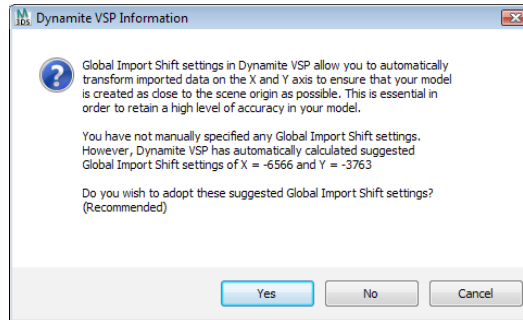 Dynamite VSP Information
Global Import Shift settings in Dynamite VSP allow you to automatically
transform imported data on the X and Y axis to ensure that your model
is created as close to the scene origin as possible. This is essential in
order to retain a high level of accuracy in your model.
You have not manually specified any Global Import Shift settings.
However, Dynamite VSP has automatically calculated suggested
Global Import Shift settings of X = -6566 and Y = -3763
Do you wish to adopt these suggested Global Import Shift settings?
(Recommended)
Yes
No
Cancel